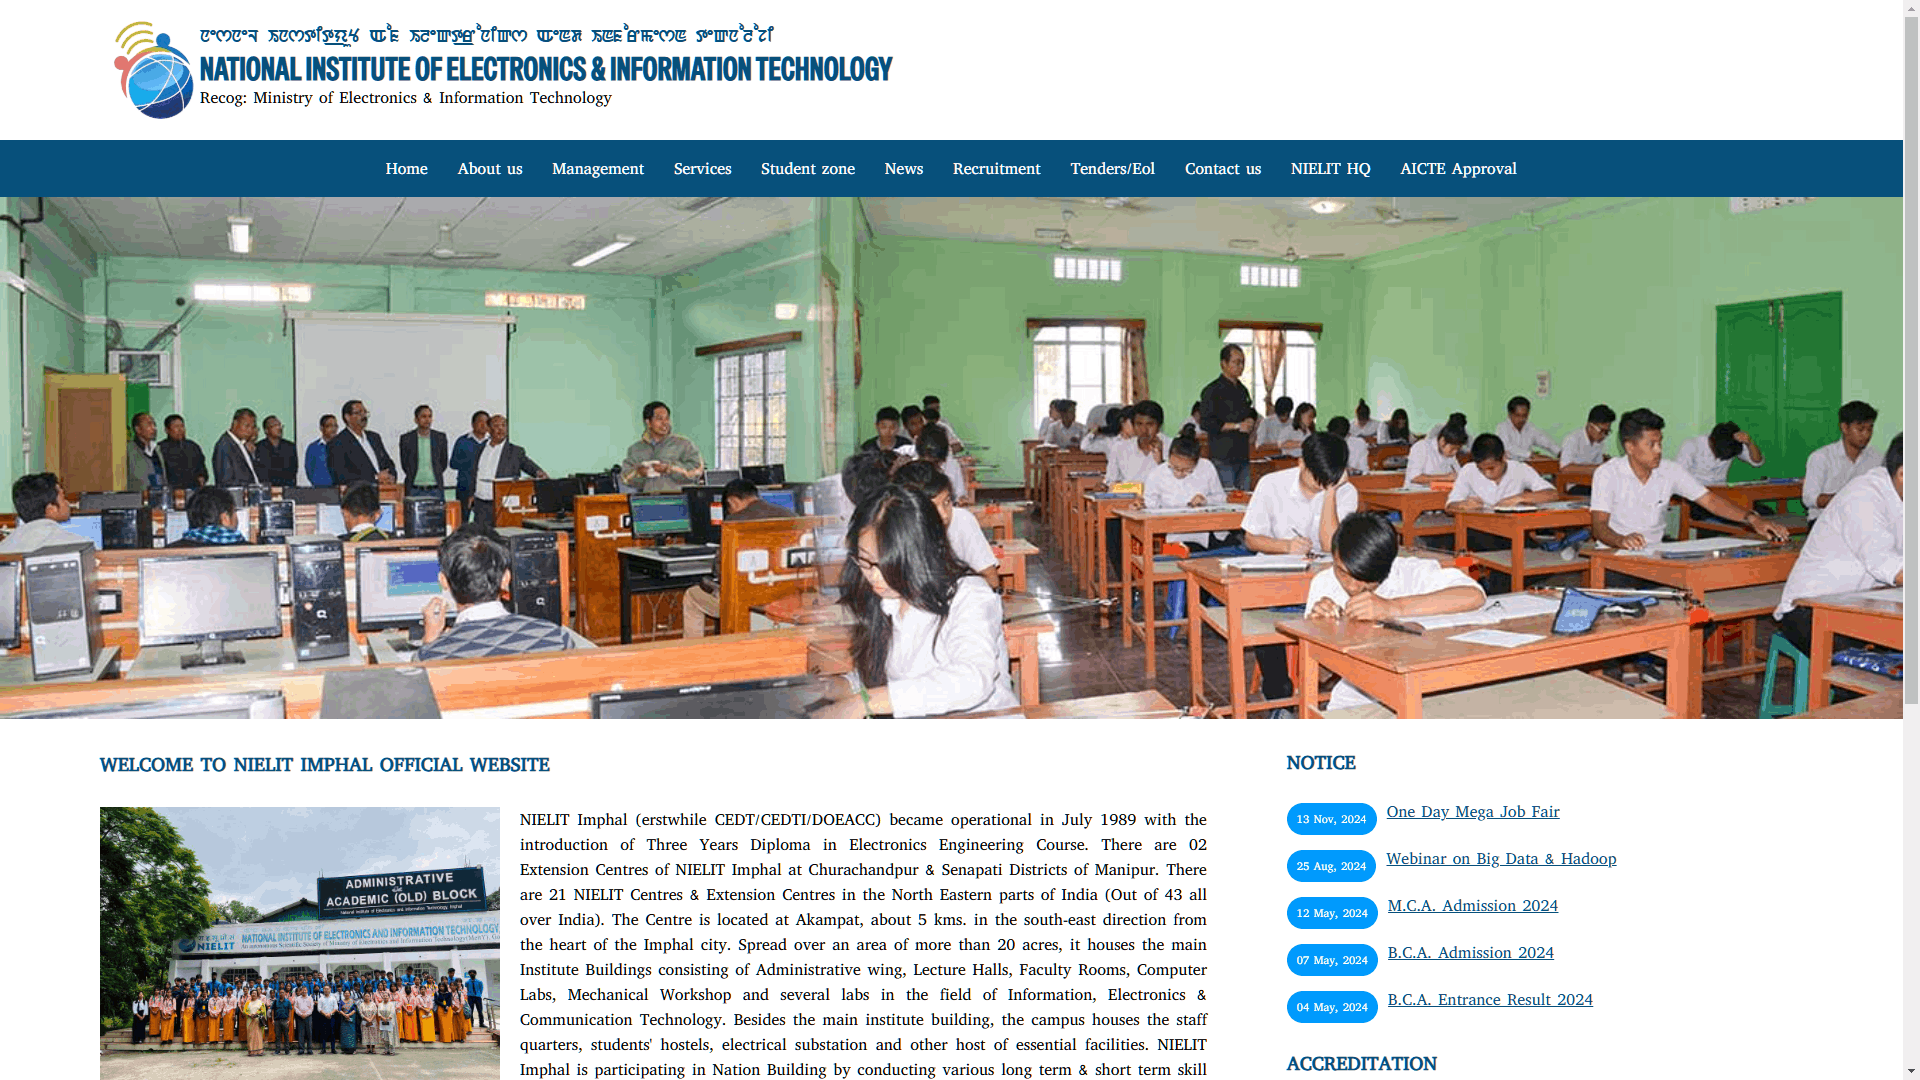 NATIONAL INSTITUTE OF ELECTRONICS & INFORMATION TECHNOLOGY
Recog: Ministry of Electronics & Information Technology
Home About us Management Services Student zone News Recruitment Tenders/EoI Contact us NIELIT HQ AICTE Approval
WELCOME TO NIELIT IMPHAL OFFICIAL WEBSITE
ADMINISTRATIVE
ACADEMIC (OLD) BLOCK
NATIONAL INSTITUTE OF ELECTRONICS AND INFORMATION TECHNOLOGY
NIELIT
NIELIT Imphal (erstwhile CEDT/CEDTI/DOEACC) became operational in July 1989 with the
introduction of Three Years Diploma in Electronics Engineering Course. There are 02
Extension Centres of NIELIT Imphal at Churachandpur & Senapati Districts of Manipur. There
are 21 NIELIT Centres & Extension Centres in the North Eastern parts of India (Out of 43 all
over India). The Centre is located at Akampat, about 5 kms. in the south-east direction from
the heart of the Imphal city. Spread over an area of more than 20 acres, it houses the main
Institute Buildings consisting of Administrative wing, Lecture Halls, Faculty Rooms, Computer
Labs, Mechanical Workshop and several labs in the field of Information, Electronics &
Communication Technology. Besides the main institute building, the campus houses the staff
quarters, students' hostels, electrical substation and other host of essential facilities. NIELIT
Imphal is participating in Nation Building by conducting various long term & short term skill
NOTICE
13 Nov, 2024 One Day Mega Job Fair
25 Aug, 2024 Webinar on Big Data & Hadoop
12 May, 2024 M.C.A. Admission 2024
07 May, 2024 B.C.A. Admission 2024
04 May, 2024 B.C.A. Entrance Result 2024
ACCREDITATION